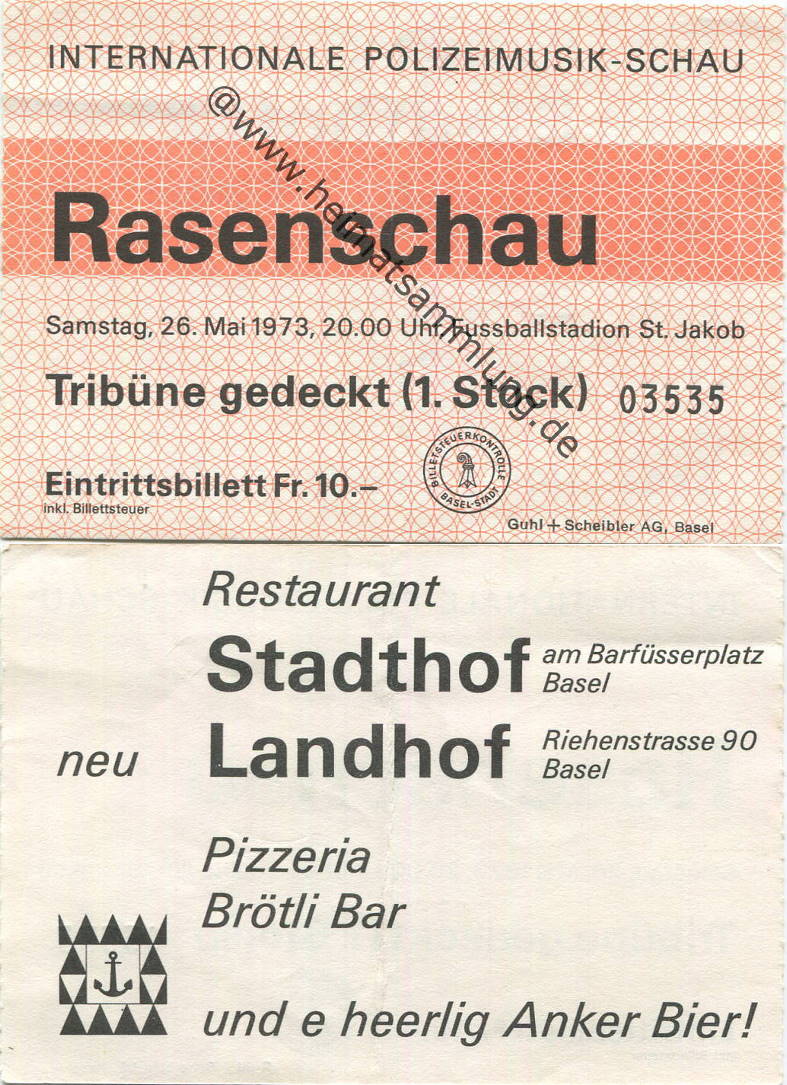 INTERNATIONALE POLIZEIMUSIK-SCHAU
@www.heimatsammlung.de
Rasenschau
Samstag, 26. Mai 1973, 20.00 Uhr, Fussballstadion St. Jakob
Tribüne gedeckt (1. Stock) 03535
Eintrittsbillett Fr. 10.–
inkl. Billettsteuer
BILLETSTEUERKONTROLLE
BASEL-STADT
Guhl + Scheibler AG, Basel
Restaurant
Stadthof am Barfüsserplatz
Basel
neu Landhof Riehenstrasse 90
Basel
Pizzeria
Brötli Bar
und e heerlig Anker Bier!